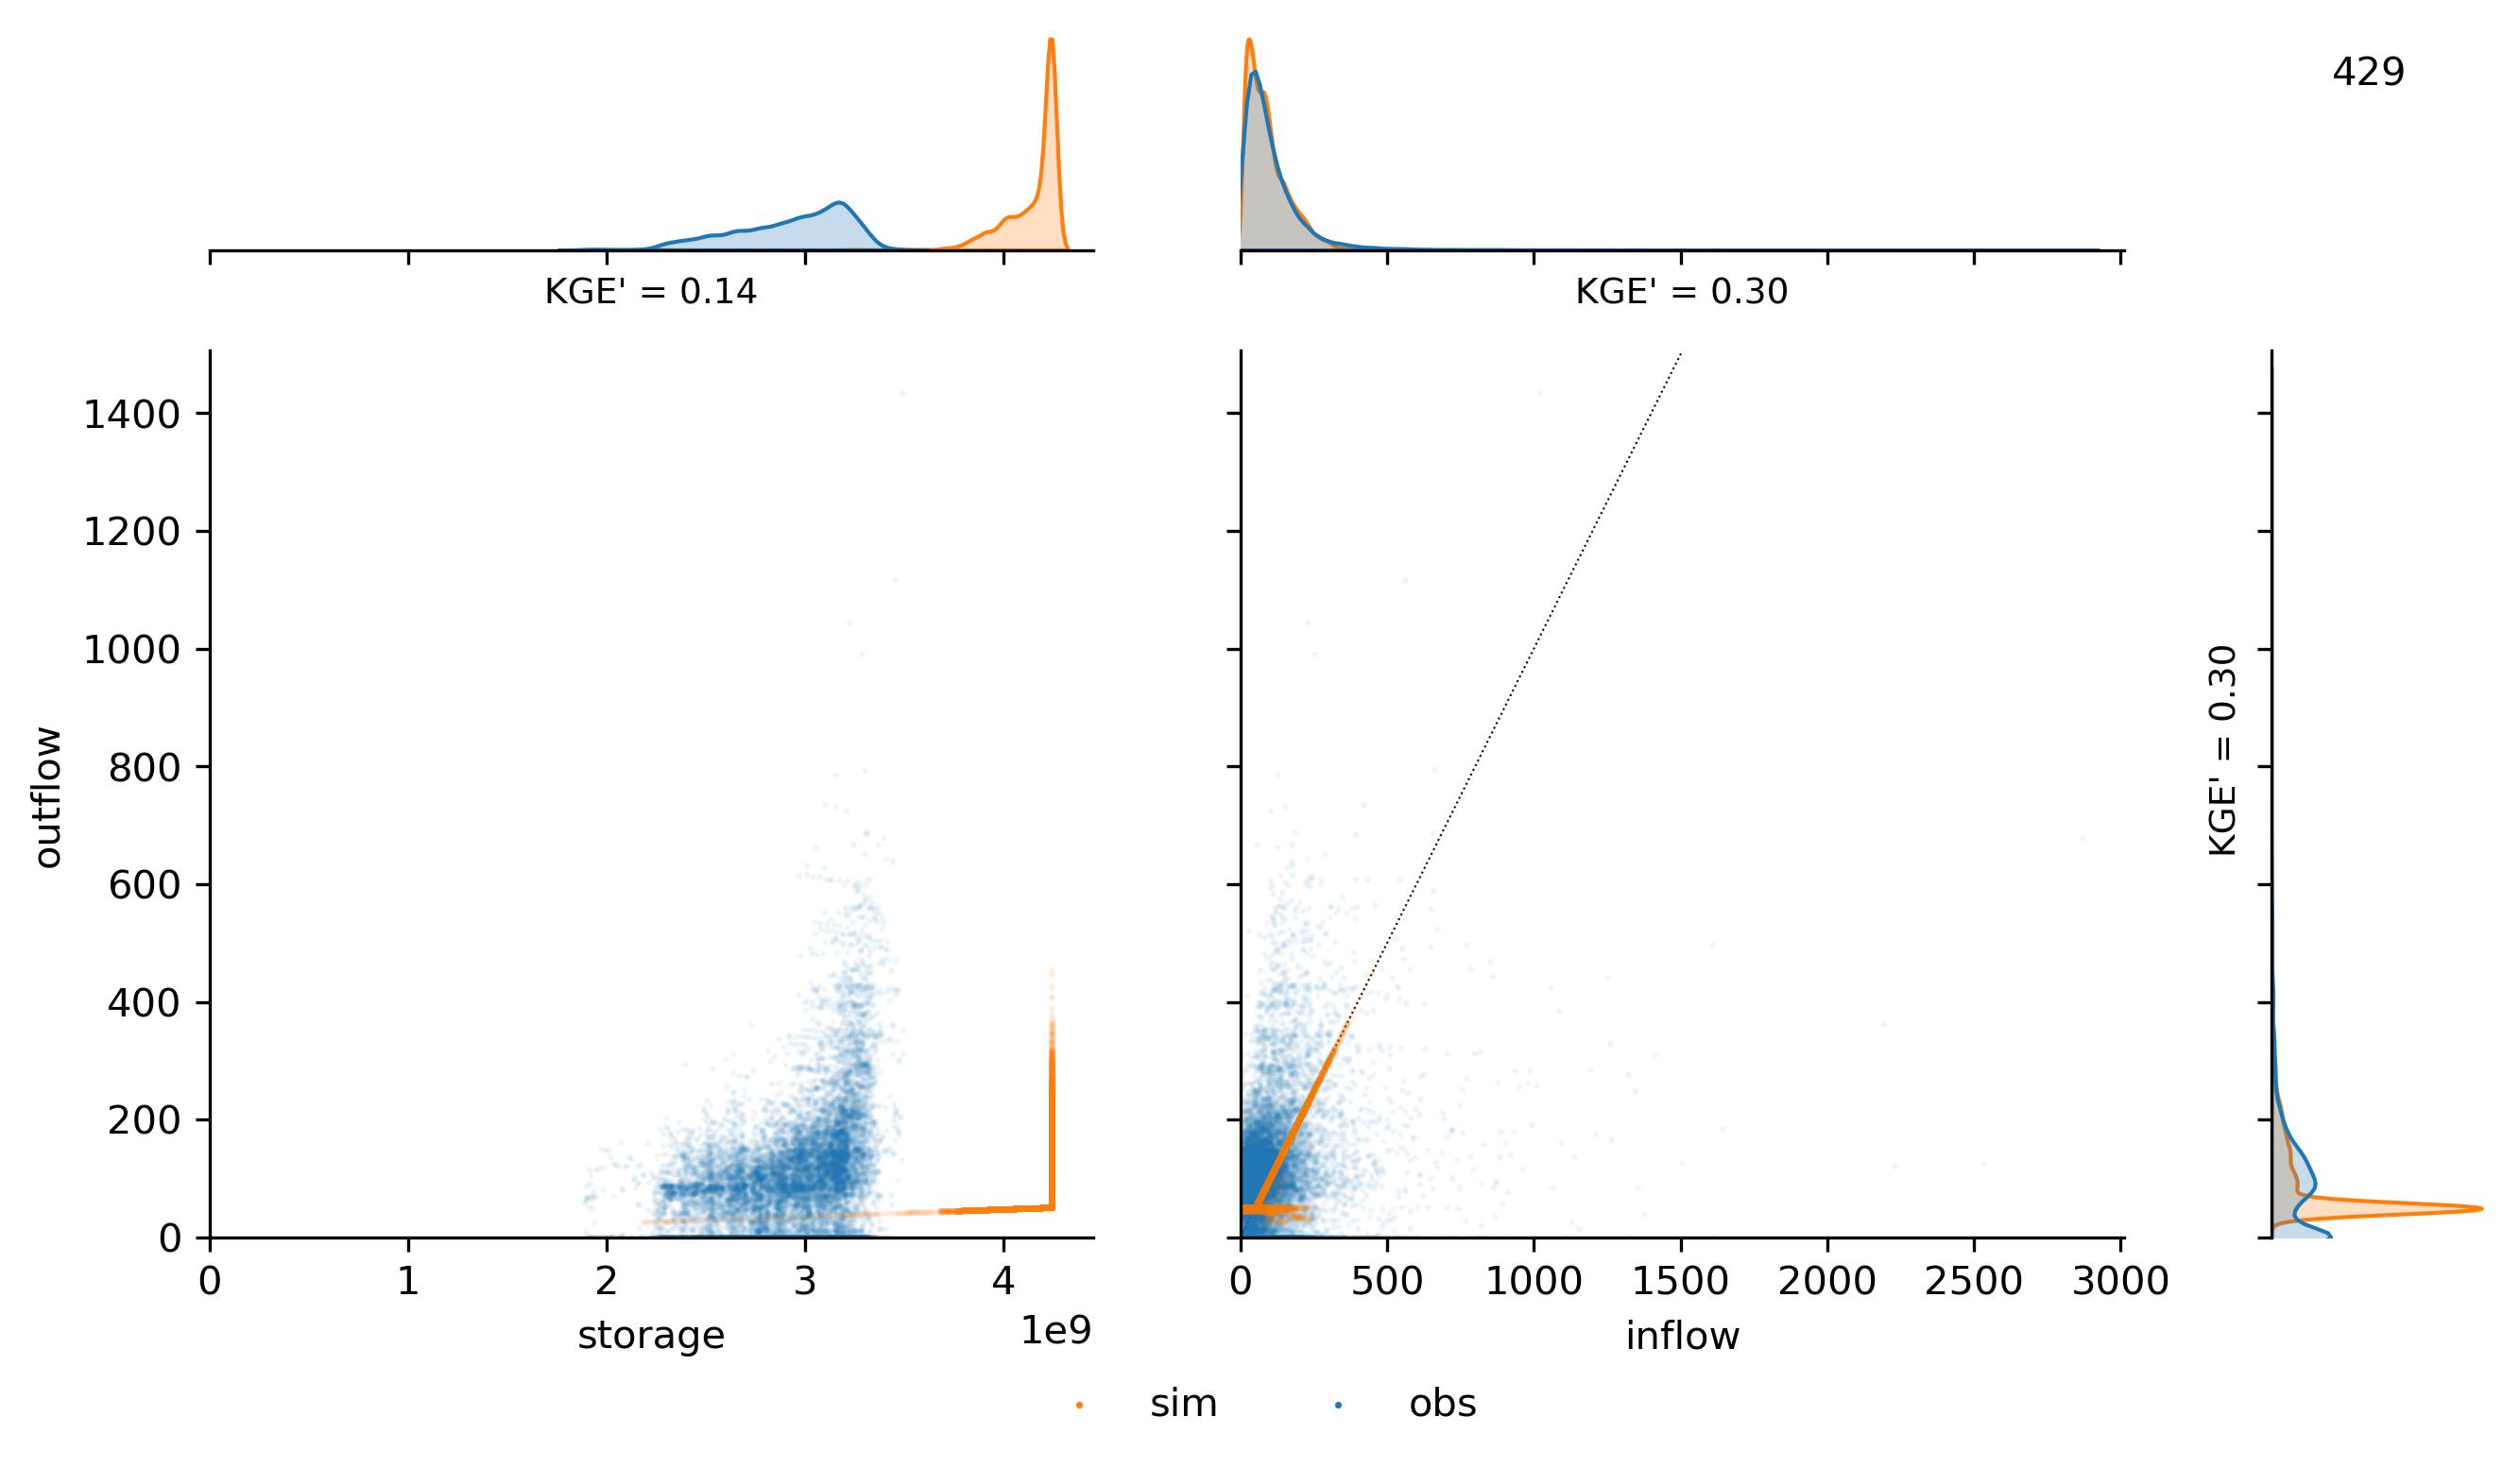 429
KGE' = 0.14
KGE' = 0.30
1400
1200
1000
800
600
400
200
0
outflow
KGE' = 0.30
0 1 2 3 4
1e9
storage
0 500 1000 1500 2000 2500 3000
inflow
sim obs